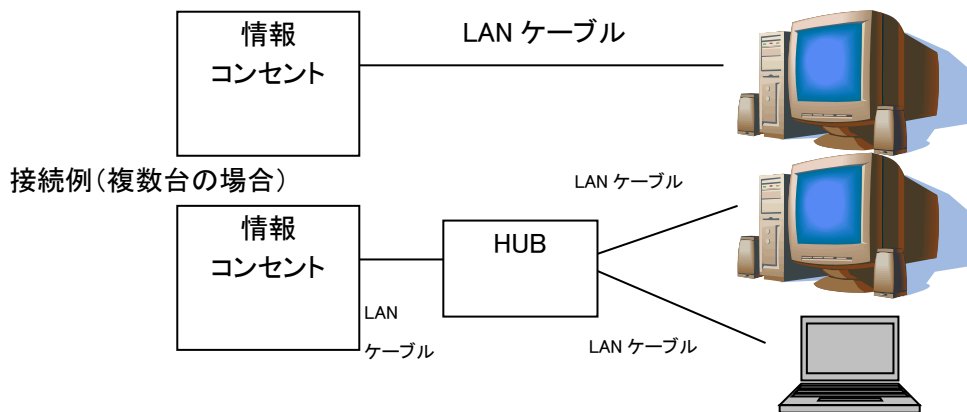 情報
コンセント
LAN ケーブル
接続例(複数台の場合)
情報
コンセント
LAN
ケーブル
HUB
LAN ケーブル
LAN ケーブル